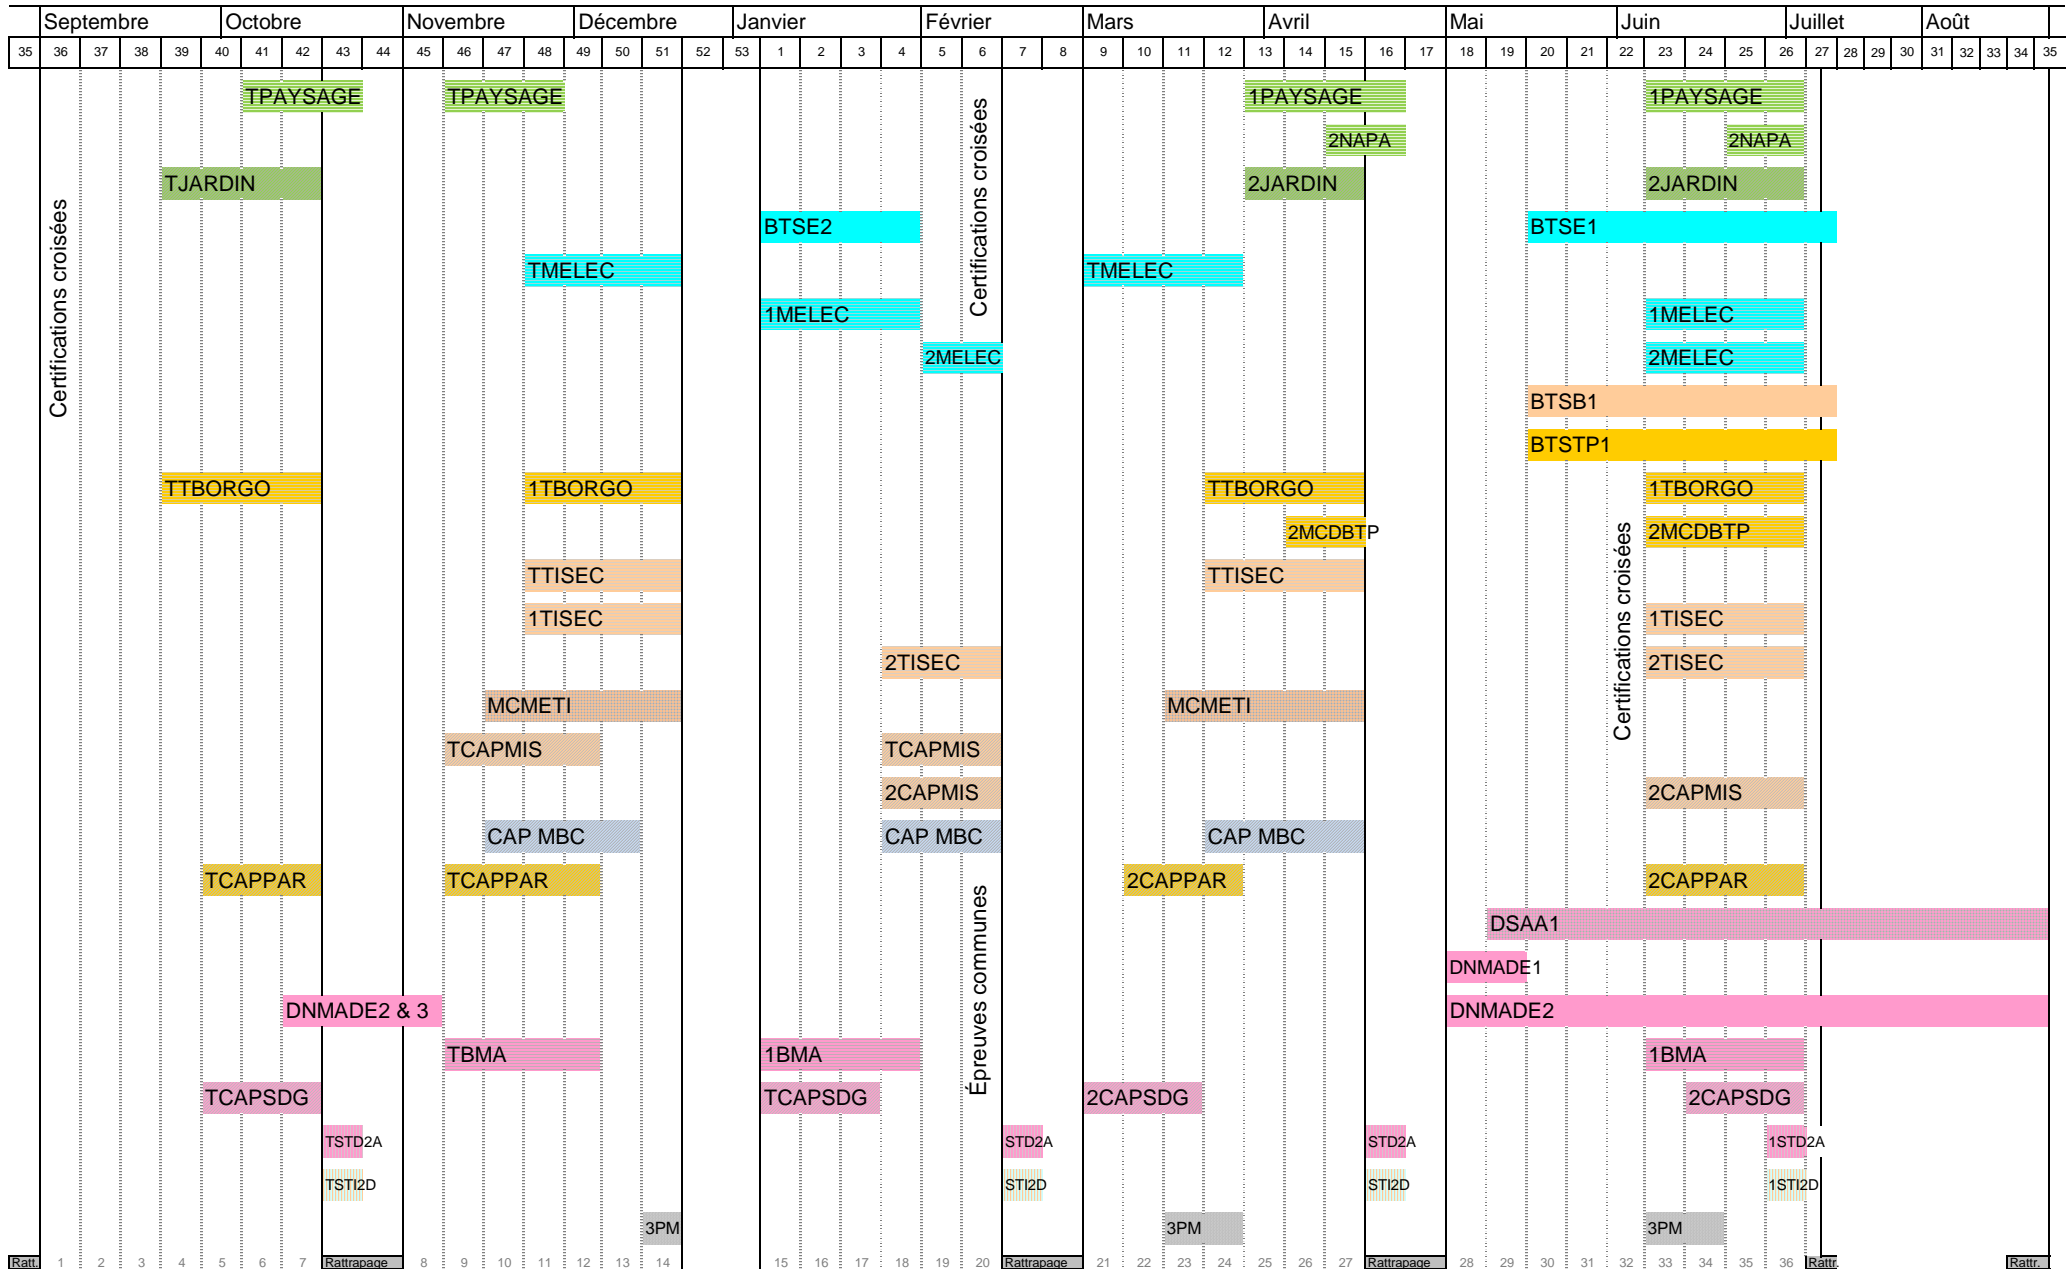 Septembre Octobre Novembre Décembre Janvier Février Mars Avril Mai Juin Juillet Août
35 36 37 38 39 40 41 42 43 44 45 46 47 48 49 50 51 52 53 1 2 3 4 5 6 7 8 9 10 11 12 13 14 15 16 17 18 19 20 21 22 23 24 25 26 27 28 29 30 31 32 33 34 35
TPAYSAGE TPAYSAGE 1PAYSAGE 1PAYSAGE
2NAPA 2NAPA
TJARDIN 2JARDIN 2JARDIN
Certifications croisées
Certifications croisées
BTSE2 BTSE1
TMELEC TMELEC
1MELEC 1MELEC
2MELEC 2MELEC
BTSB1
BTSTP1
TTBORGO 1TBORGO TTBORGO 1TBORGO
2MCDBTP 2MCDBTP
Certifications croisées
TTISEC TTISEC
1TISEC 1TISEC
2TISEC 2TISEC
MCMETI MCMETI
TCAPMIS TCAPMIS
2CAPMIS 2CAPMIS
CAP MBC CAP MBC CAP MBC
TCAPPAR TCAPPAR 2CAPPAR 2CAPPAR
Épreuves communes
DSAA1
DNMADE1
DNMADE2 & 3 DNMADE2
TBMA 1BMA 1BMA
TCAPSDG TCAPSDG 2CAPSDG 2CAPSDG
TSTD2A STD2A STD2A 1STD2A
TSTI2D STI2D STI2D 1STI2D
3PM 3PM 3PM
Ratt. 1 2 3 4 5 6 7 Rattrapage 8 9 10 11 12 13 14 15 16 17 18 19 20 Rattrapage 21 22 23 24 25 26 27 Rattrapage 28 29 30 31 32 33 34 35 36 Rattr. Rattr.